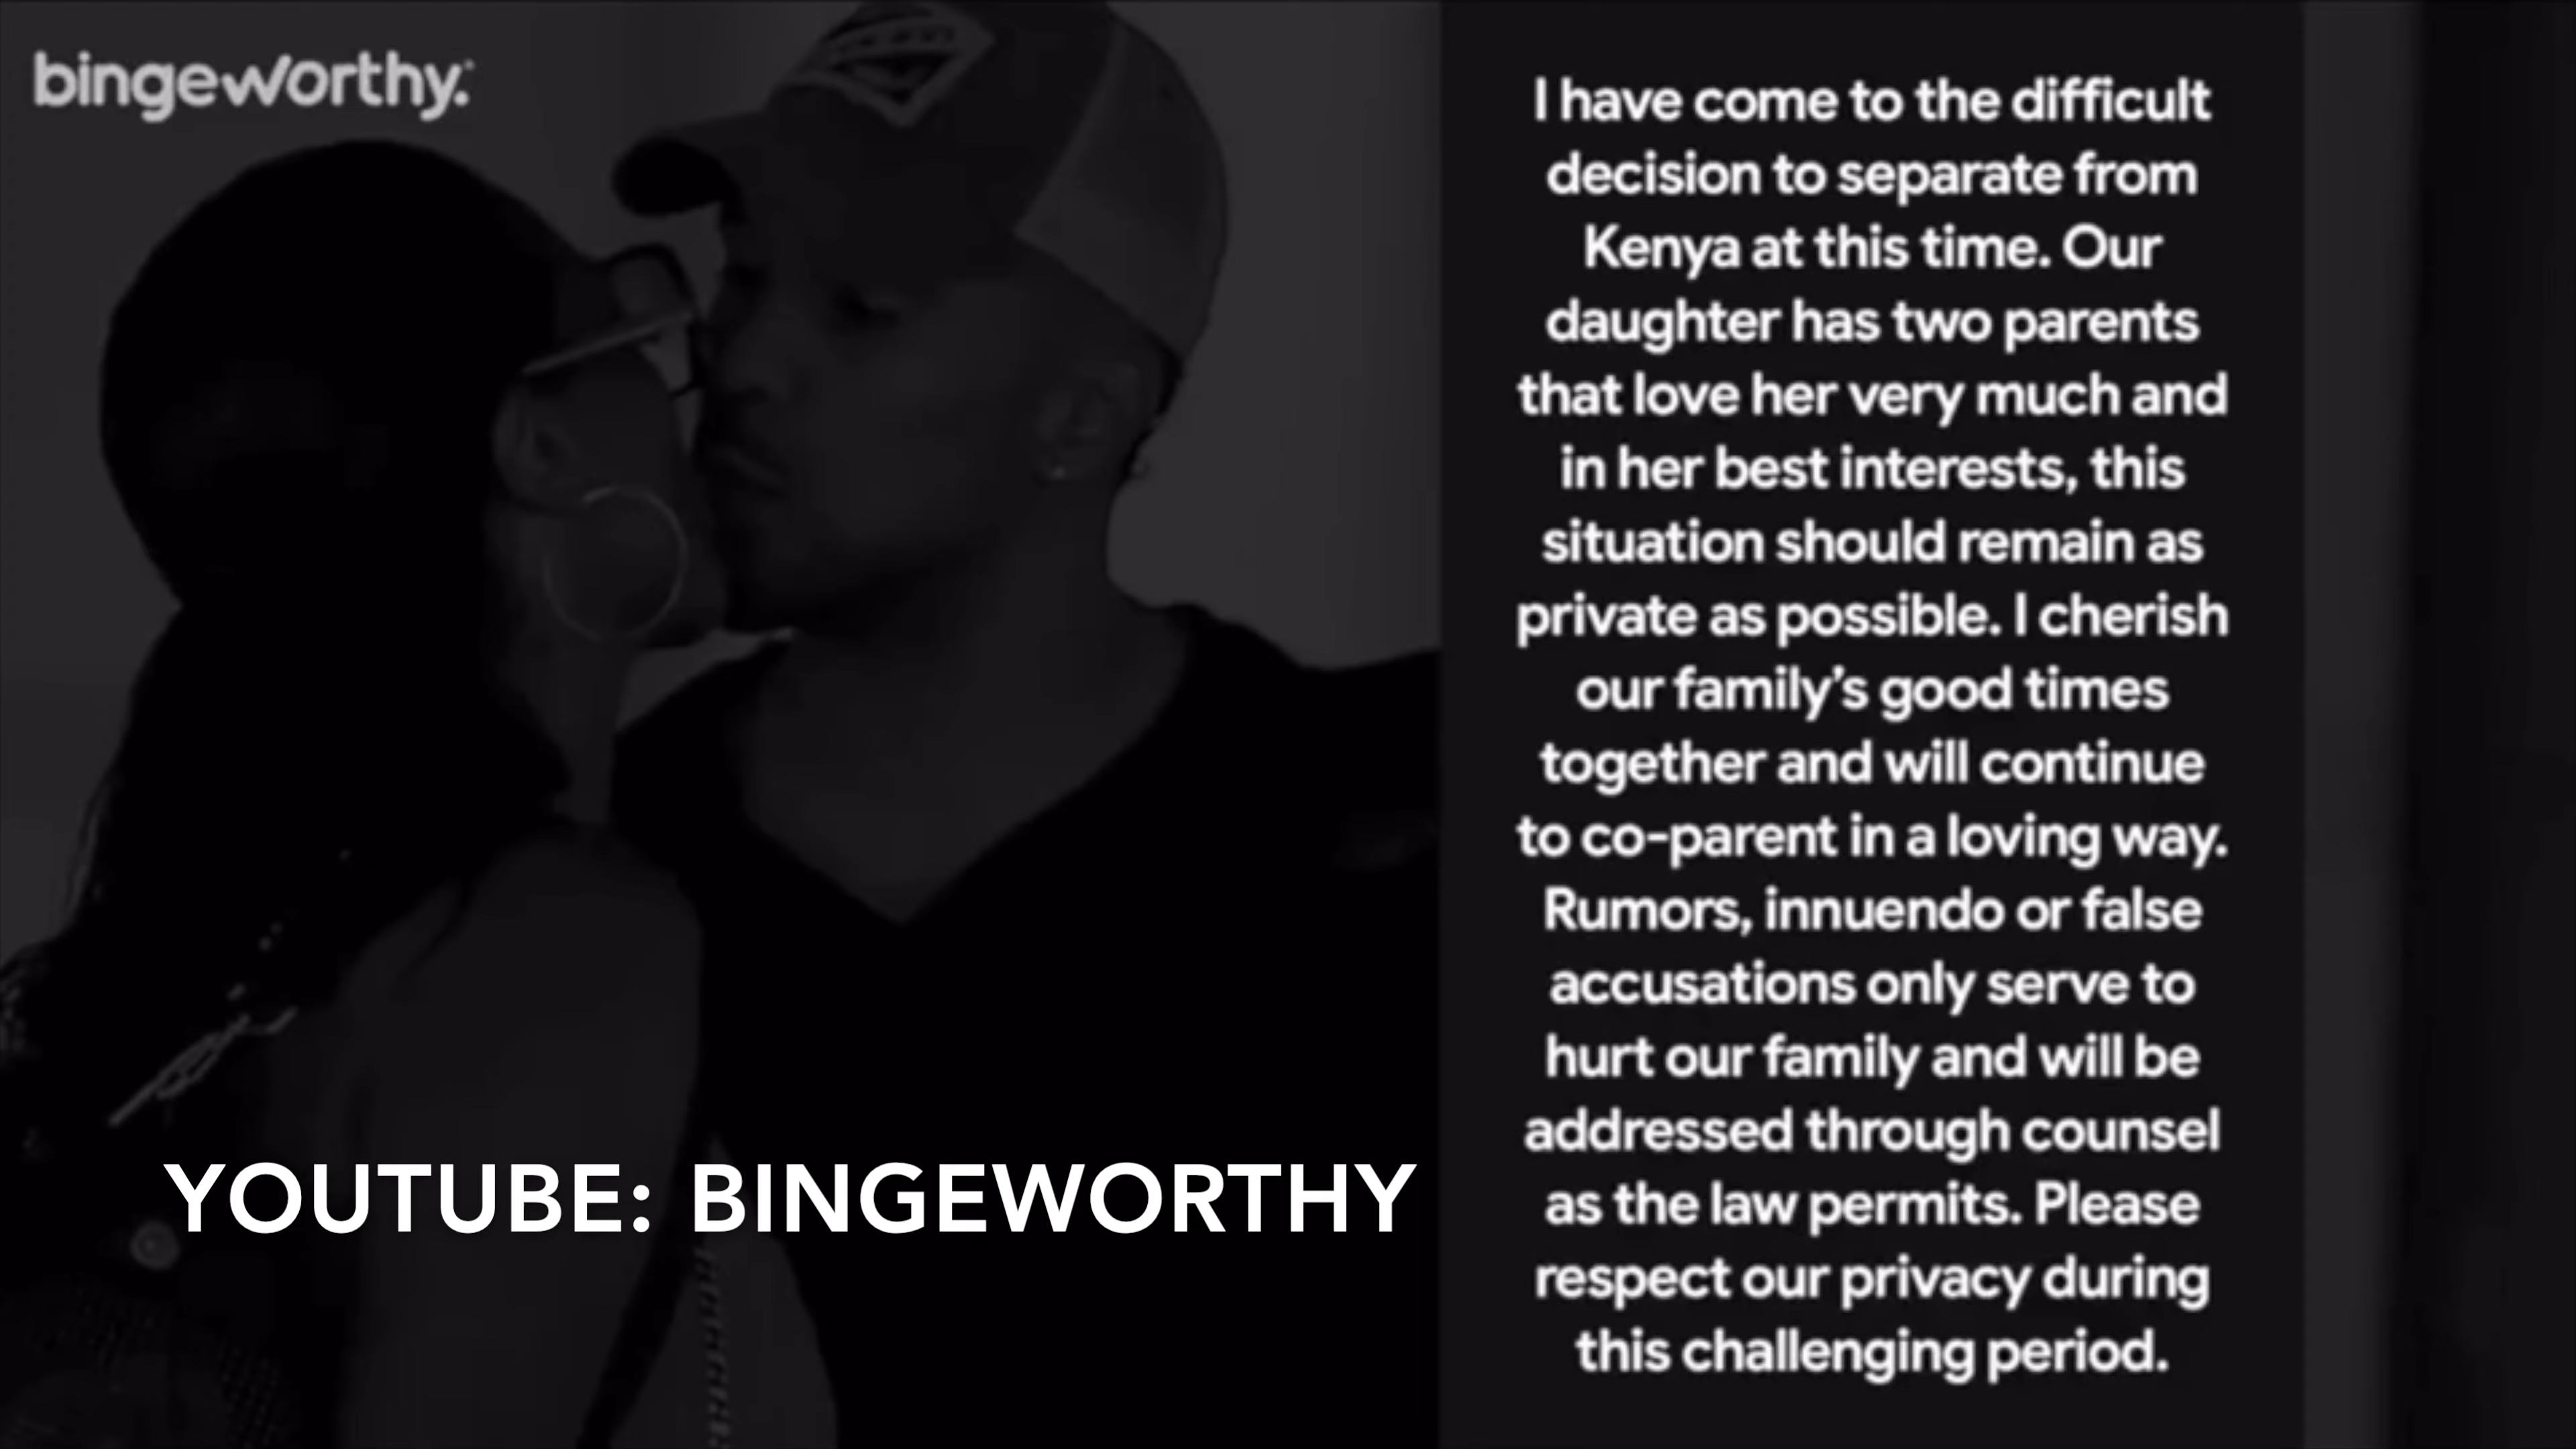 bingeworthy.
I have come to the difficult
decision to separate from
Kenya at this time. Our
daughter has two parents
that love her very much and
in her best interests, this
situation should remain as
private as possible. I cherish
our family’s good times
together and will continue
to co-parent in a loving way.
Rumors, innuendo or false
accusations only serve to
hurt our family and will be
addressed through counsel
as the law permits. Please
respect our privacy during
this challenging period.
YOUTUBE: BINGEWORTHY